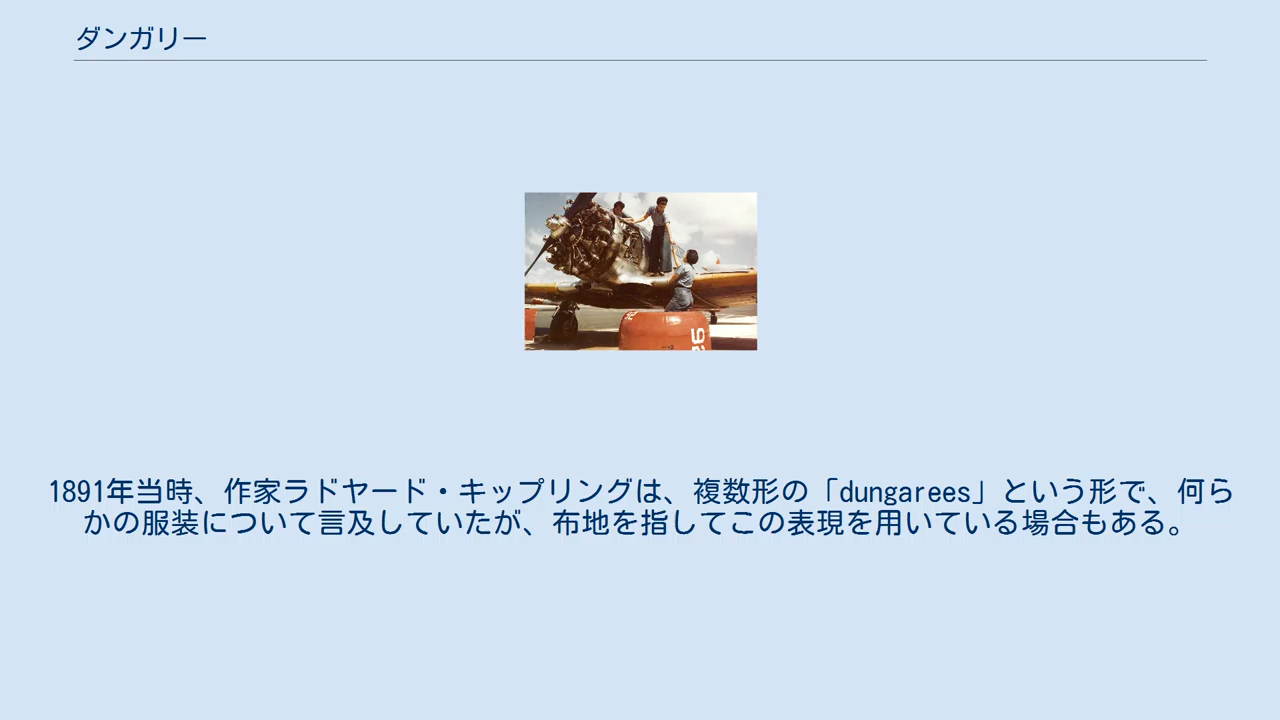 ダンガリー
1891年当時、作家ラドヤード・キップリングは、複数形の「dungarees」という形で、何ら
かの服装について言及していたが、布地を指してこの表現を用いている場合もある。